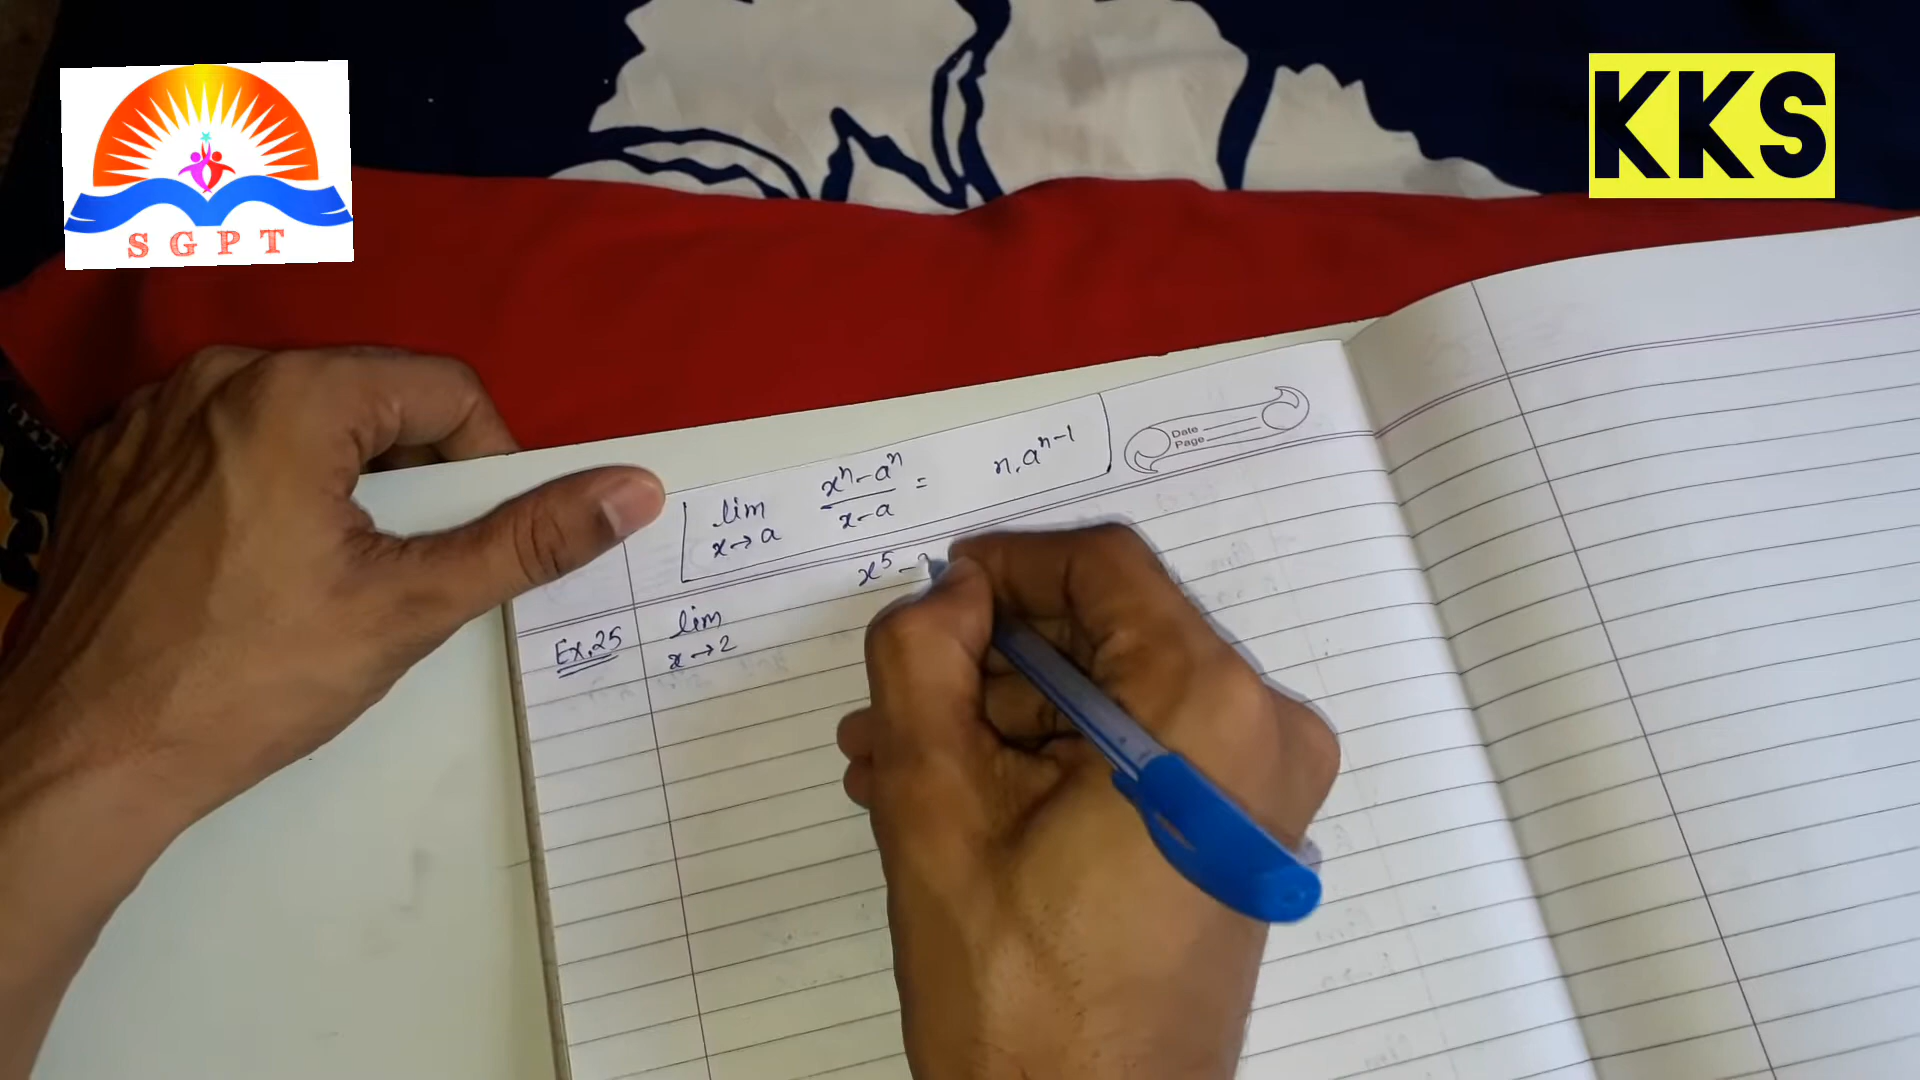 SGPT
KKS
Date
Page
lim x→a (xⁿ-aⁿ)/(x-a) = n.aⁿ⁻¹
Ex.25 lim x→2 x⁵-